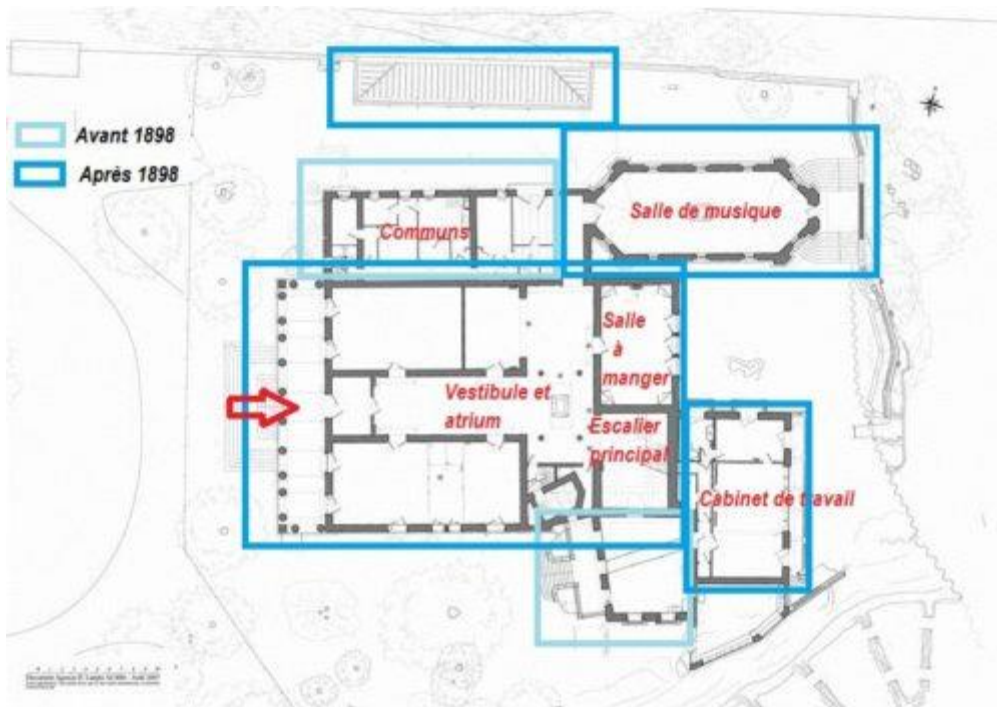 Avant 1898
Après 1898
Salle de musique
Communs
Salle
à
manger
Vestibule et
atrium
Escalier
principal
Cabinet de travail